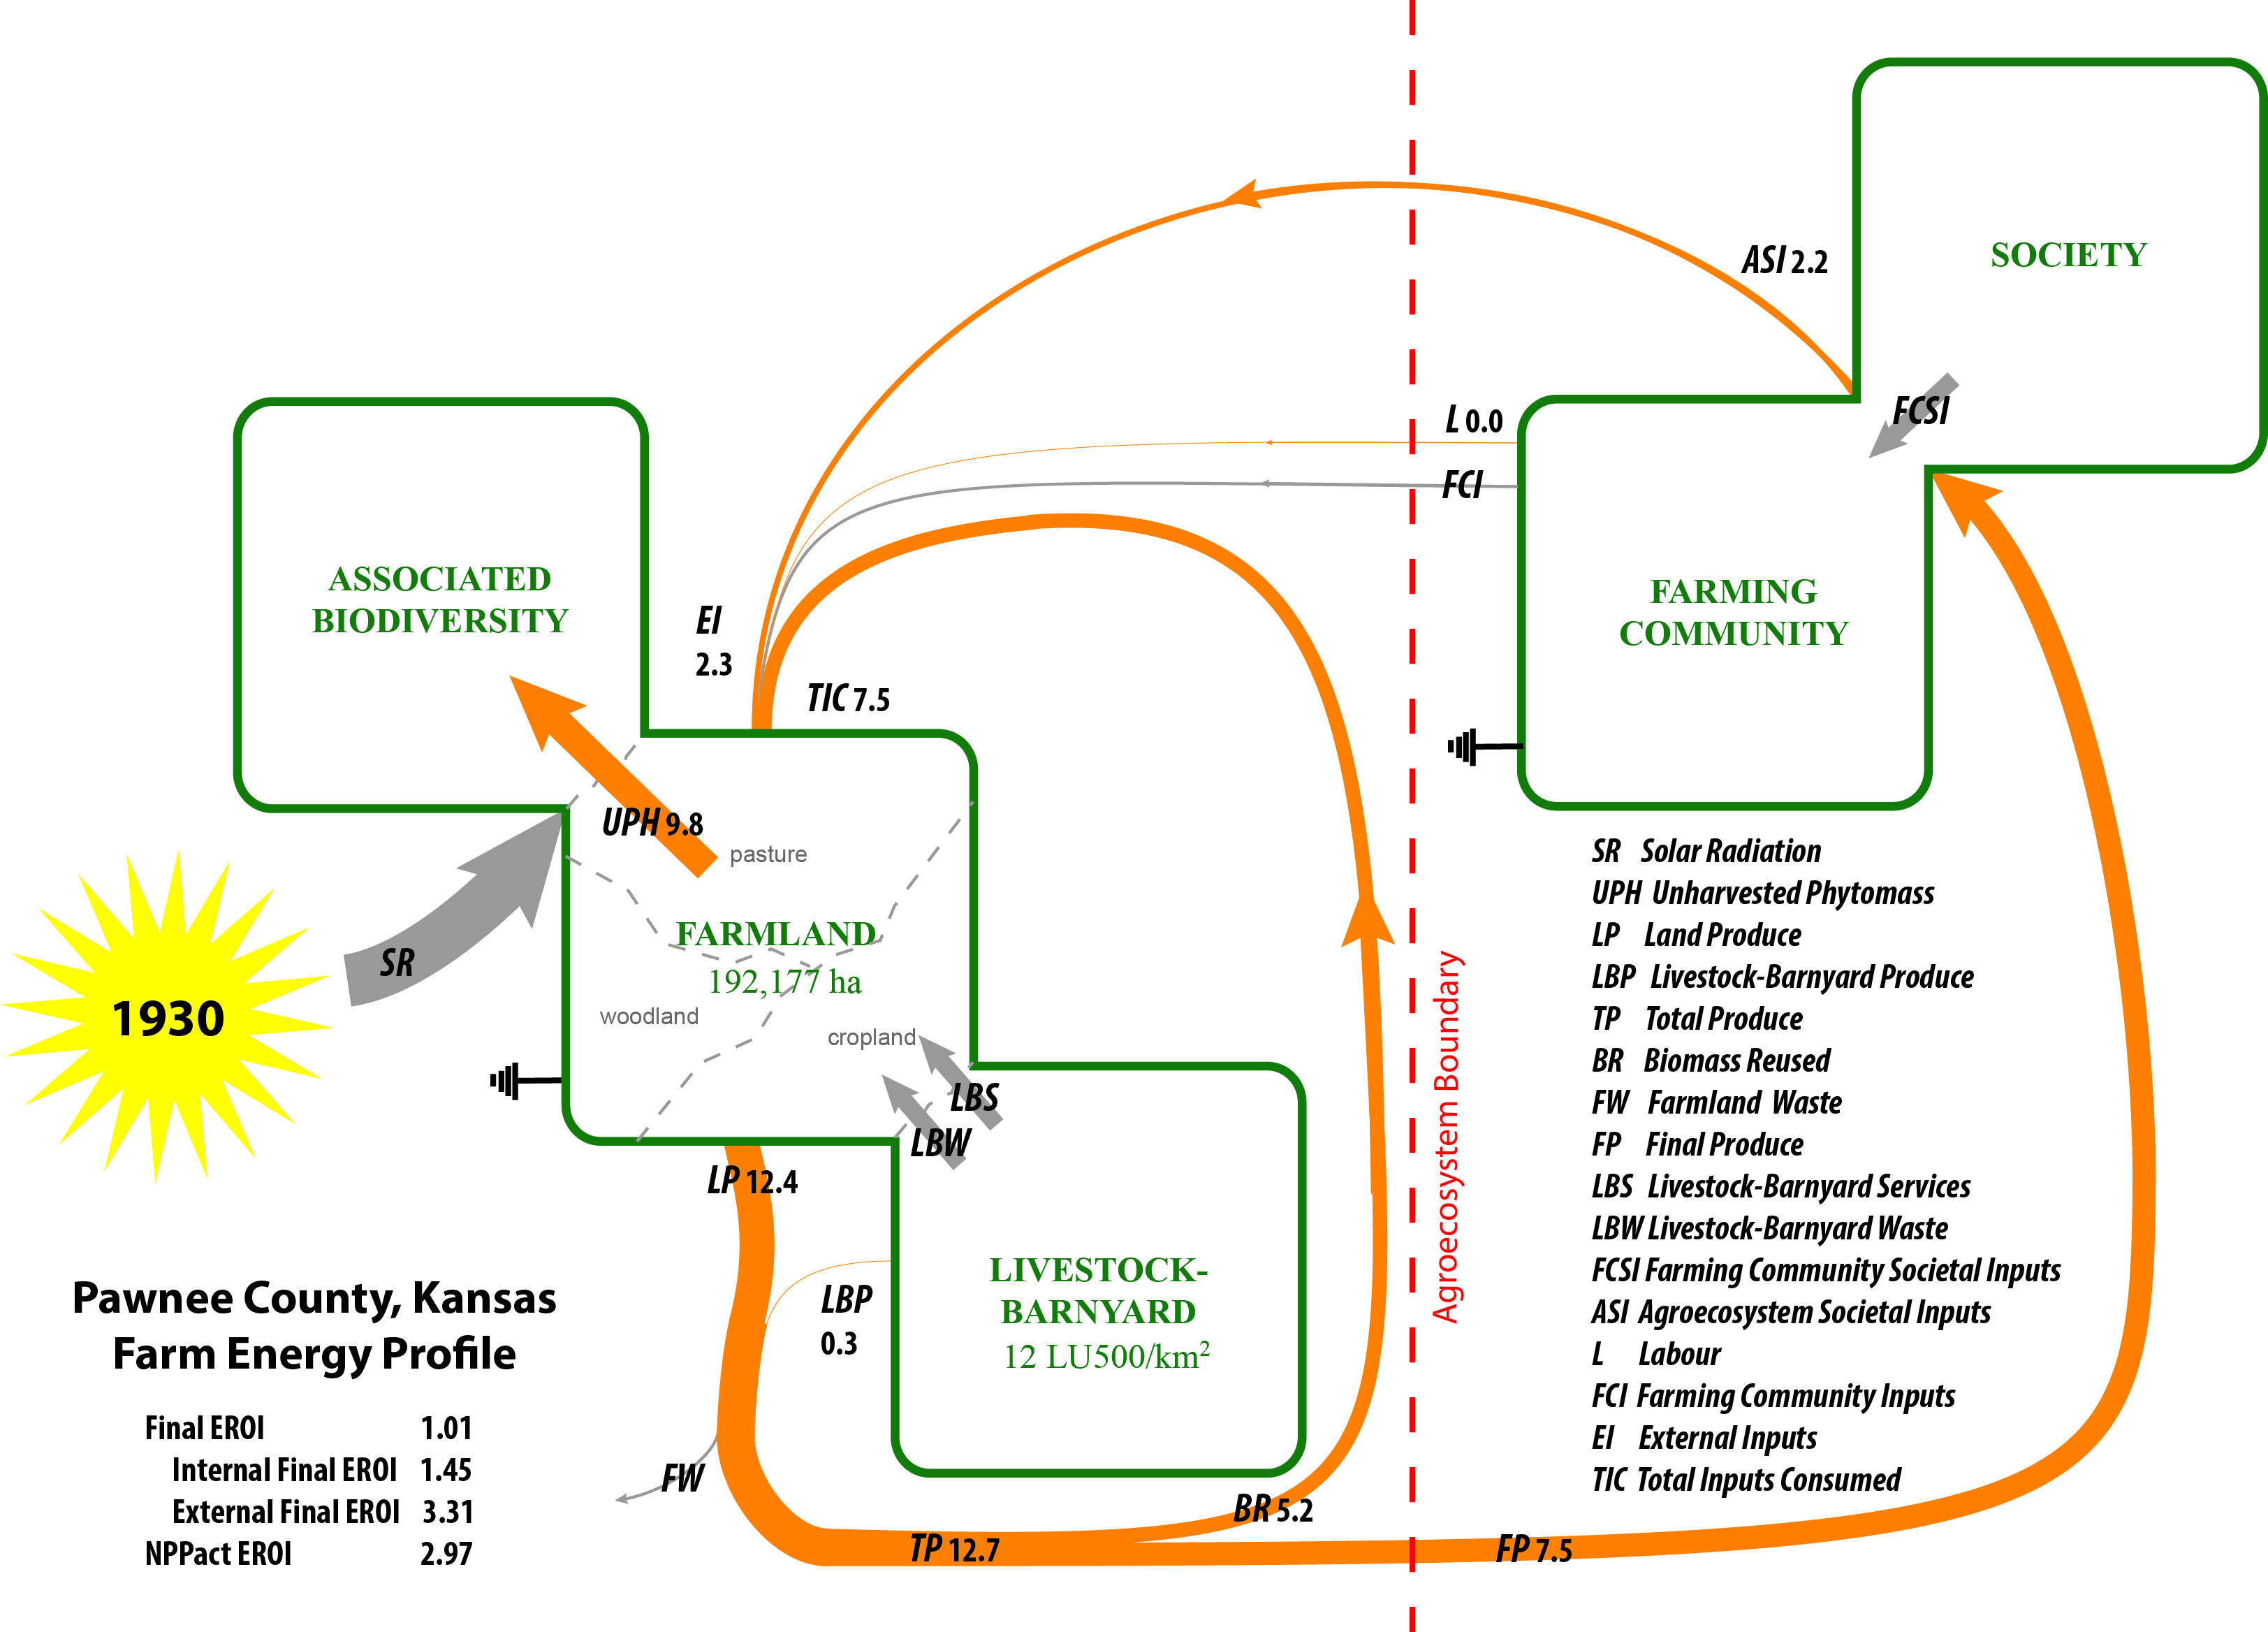 SOCIETY
ASI 2.2
FCSI
L 0.0
FCI
ASSOCIATED
BIODIVERSITY
FARMING
COMMUNITY
EI
2.3
TIC 7.5
UPH 9.8
pasture
FARMLAND
192,177 ha
woodland
cropland
SR
1930
LBS
LBW
LP 12.4
LBP
0.3
LIVESTOCK-
BARNYARD
12 LU500/km²
FW
TP 12.7
BR 5.2
FP 7.5
Agroecosystem Boundary
SR Solar Radiation
UPH Unharvested Phytomass
LP Land Produce
LBP Livestock-Barnyard Produce
TP Total Produce
BR Biomass Reused
FW Farmland Waste
FP Final Produce
LBS Livestock-Barnyard Services
LBW Livestock-Barnyard Waste
FCSI Farming Community Societal Inputs
ASI Agroecosystem Societal Inputs
L Labour
FCI Farming Community Inputs
EI External Inputs
TIC Total Inputs Consumed
Pawnee County, Kansas
Farm Energy Profile
Final EROI 1.01
Internal Final EROI 1.45
External Final EROI 3.31
NPPact EROI 2.97